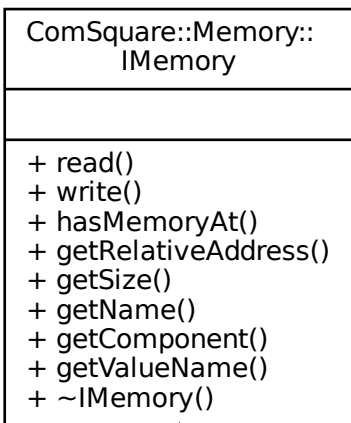 ComSquare::Memory::
IMemory
+ read()
+ write()
+ hasMemoryAt()
+ getRelativeAddress()
+ getSize()
+ getName()
+ getComponent()
+ getValueName()
+ ~IMemory()